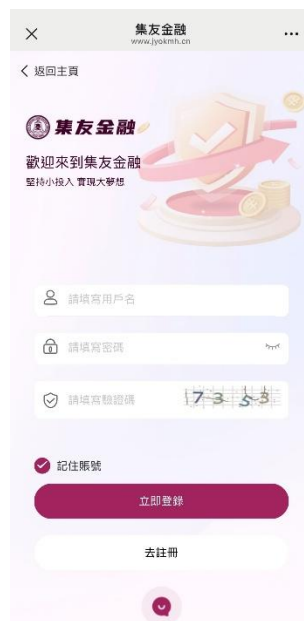 集友金融
www.jyokmh.cn
返回主頁
集友金融
歡迎來到集友金融
堅持小投入 實現大夢想
請填寫用戶名
請填寫密碼
請填寫驗證碼
7 3 5 3
記住賬號
立即登錄
去註冊